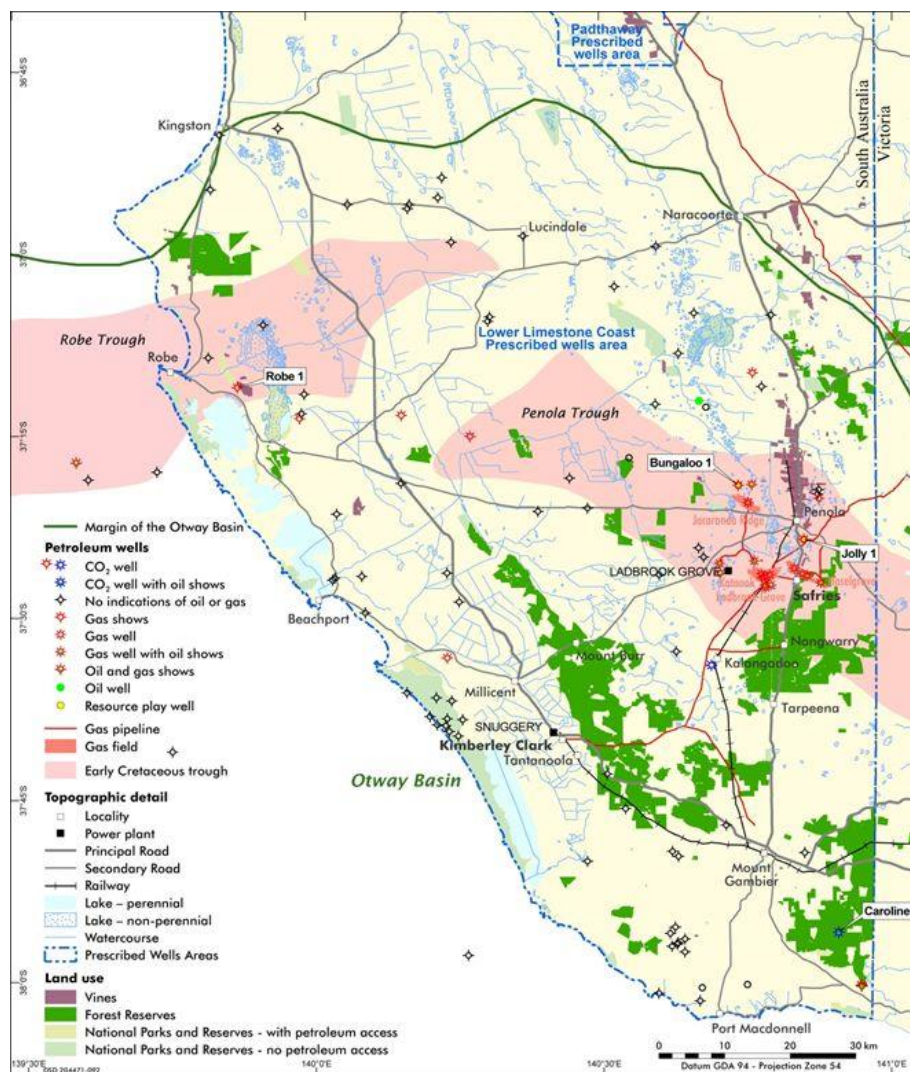 Padthaway
Prescribed
wells area
36°45'S
Kingston
South Australia
Victoria
Naracoorte
Lucindale
37°0'S
Robe Trough
Lower Limestone Coast
Prescribed wells area
Robe
Robe 1
Penola Trough
37°15'S
Bungaloo 1
Jacaranda Ridge
Penola
Jolly 1
LADBROOK GROVE
Katnook
Ladbroke Grove
Haselgrove
Safries
Beachport
37°30'S
Mount Burr
Nangwarry
Kalangadoo
Millicent
Tarpeena
SNUGGERY
Kimberley Clark
Tantanoola
Otway Basin
37°45'S
Mount
Gambier
Caroline
38°0'S
Port Macdonnell
Margin of the Otway Basin
Petroleum wells
CO2 well
CO2 well with oil shows
No indications of oil or gas
Gas shows
Gas well
Gas well with oil shows
Oil and gas shows
Oil well
Resource play well
Gas pipeline
Gas field
Early Cretaceous trough
Topographic detail
Locality
Power plant
Principal Road
Secondary Road
Railway
Lake – perennial
Lake – non-perennial
Watercourse
Prescribed Wells Areas
Land use
Vines
Forest Reserves
National Parks and Reserves - with petroleum access
National Parks and Reserves - no petroleum access
0 10 20 30 km
Datum GDA 94 - Projection Zone 54
139°30'E
140°0'E
140°30'E
141°0'E